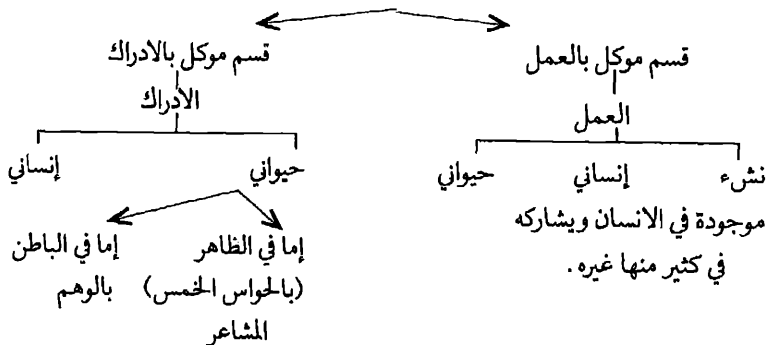 قسم موكل بالعمل
قسم موكل بالادراك
العمل
الادراك
نشء إنساني حيواني
حيواني إنساني
موجودة في الانسان ويشاركه
في كثير منها غيره .
إما في الظاهر
(بالحواس الخمس)
المشاعر
إما في الباطن
بالوهم